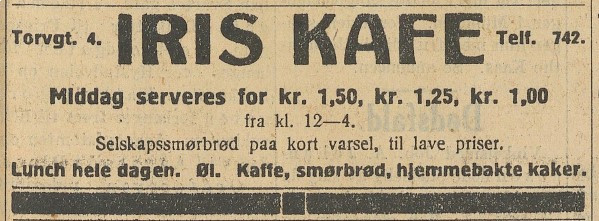 Torvgt. 4. IRIS KAFE Telf. 742.
Middag serveres for kr. 1,50, kr. 1,25, kr. 1,00
fra kl. 12—4.
Selskapssmørbrød paa kort varsel, til lave priser.
Lunch hele dagen. Øl. Kaffe, smørbrød, hjemmebakte kaker.